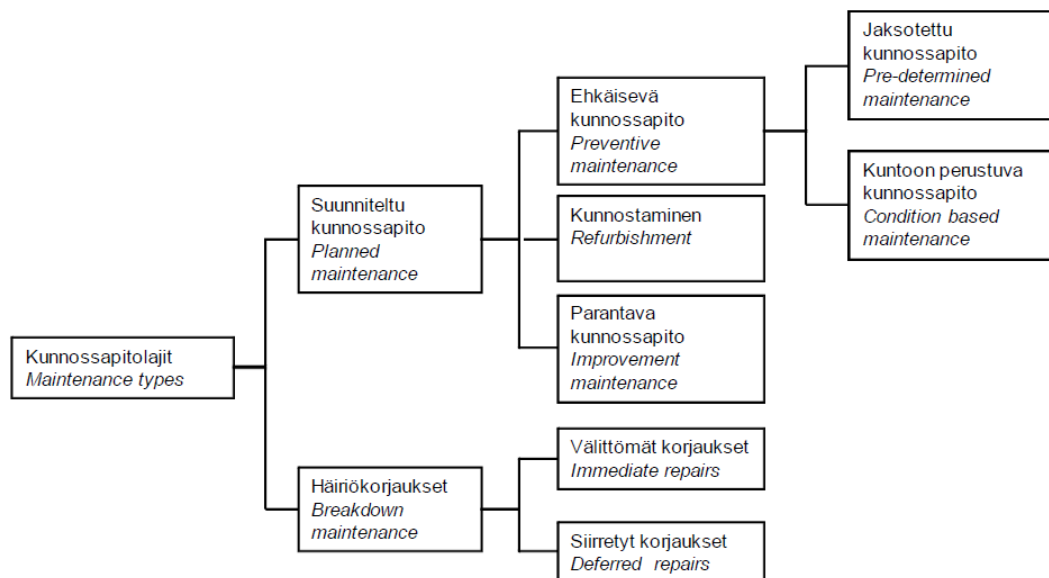 Kunnossapitolajit
Maintenance types
Suunniteltu
kunnossapito
Planned
maintenance
Häiriökorjaukset
Breakdown
maintenance
Ehkäisevä
kunnossapito
Preventive
maintenance
Kunnostaminen
Refurbishment
Parantava
kunnossapito
Improvement
maintenance
Välittömät korjaukset
Immediate repairs
Siirretyt korjaukset
Deferred repairs
Jaksotettu
kunnossapito
Pre-determined
maintenance
Kuntoon perustuva
kunnossapito
Condition based
maintenance